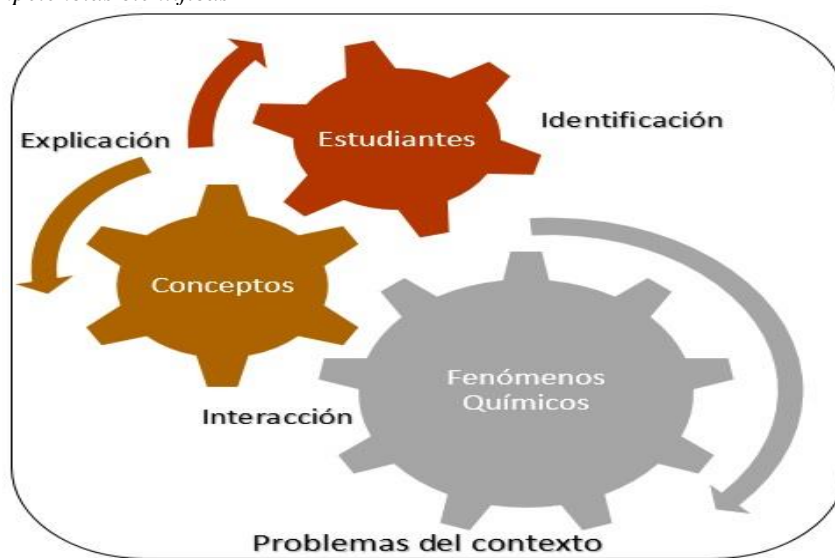 Estudiantes
Identificación
Explicación
Conceptos
Fenómenos
Químicos
Interacción
Problemas del contexto